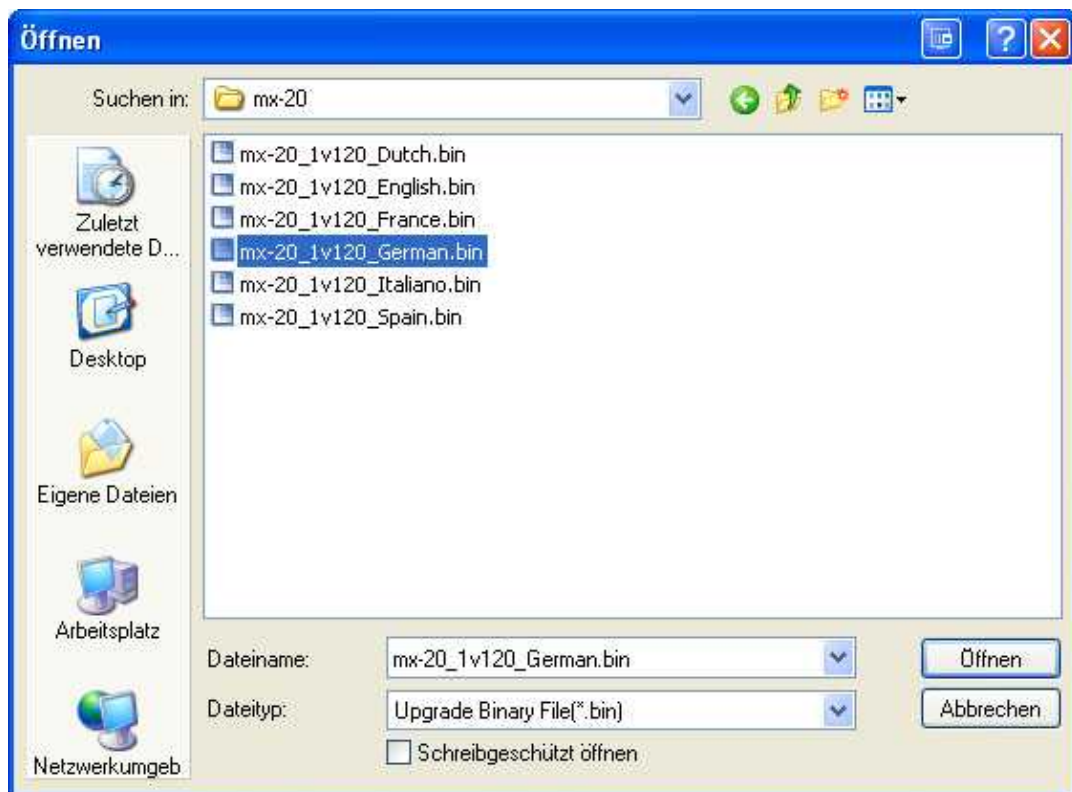 Öffnen
Suchen in:
mx-20
Zuletzt
verwendete D...
Desktop
Eigene Dateien
Arbeitsplatz
Netzwerkumgeb
mx-20_1v120_Dutch.bin
mx-20_1v120_English.bin
mx-20_1v120_France.bin
mx-20_1v120_German.bin
mx-20_1v120_Italiano.bin
mx-20_1v120_Spain.bin
Dateiname:
mx-20_1v120_German.bin
Öffnen
Dateityp:
Upgrade Binary File(*.bin)
Abbrechen
Schreibgeschützt öffnen